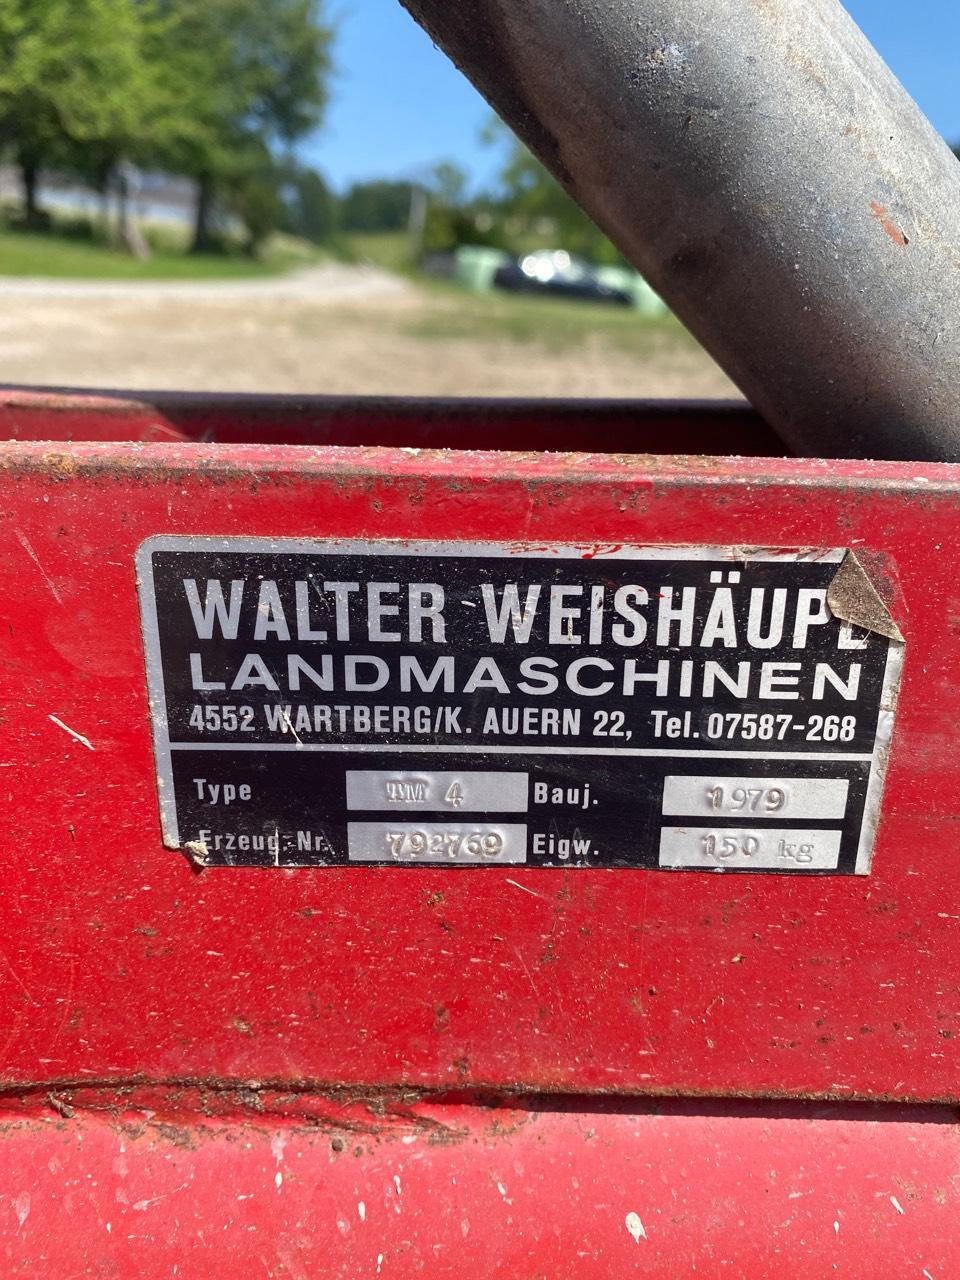 WALTER WEISHÄUPL
LANDMASCHINEN
4552 WARTBERG/K. AUERN 22, Tel. 07587-268
Type TM 4 Bauj. 1979
Erzeug.-Nr. 792769 Eigw. 150 kg